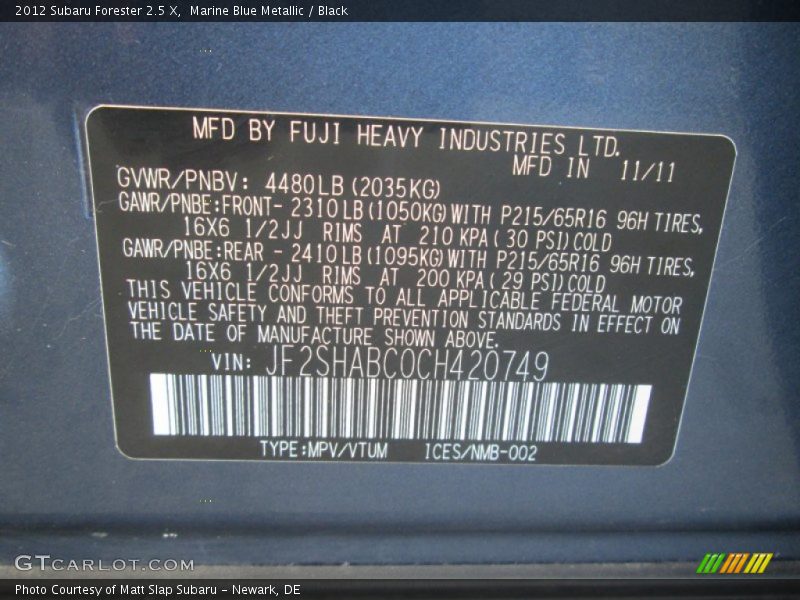 2012 Subaru Forester 2.5 X, Marine Blue Metallic / Black
MFD BY FUJI HEAVY INDUSTRIES LTD.
MFD IN 11/11
GVWR/PNBV: 4480LB(2035KG)
GAWR/PNBE:FRONT- 2310LB(1050KG)WITH P215/65R16 96H TIRES,
16X6 1/2JJ RIMS AT 210 KPA( 30 PSI)COLD
GAWR/PNBE:REAR - 2410LB(1095KG)WITH P215/65R16 96H TIRES,
16X6 1/2JJ RIMS AT 200 KPA( 29 PSI)COLD
THIS VEHICLE CONFORMS TO ALL APPLICABLE FEDERAL MOTOR
VEHICLE SAFETY AND THEFT PREVENTION STANDARDS IN EFFECT ON
THE DATE OF MANUFACTURE SHOWN ABOVE.
VIN: JF2SHABC0CH420749
TYPE:MPV/VTUM ICES/NMB-002
GTCARLOT.COM
Photo Courtesy of Matt Slap Subaru - Newark, DE